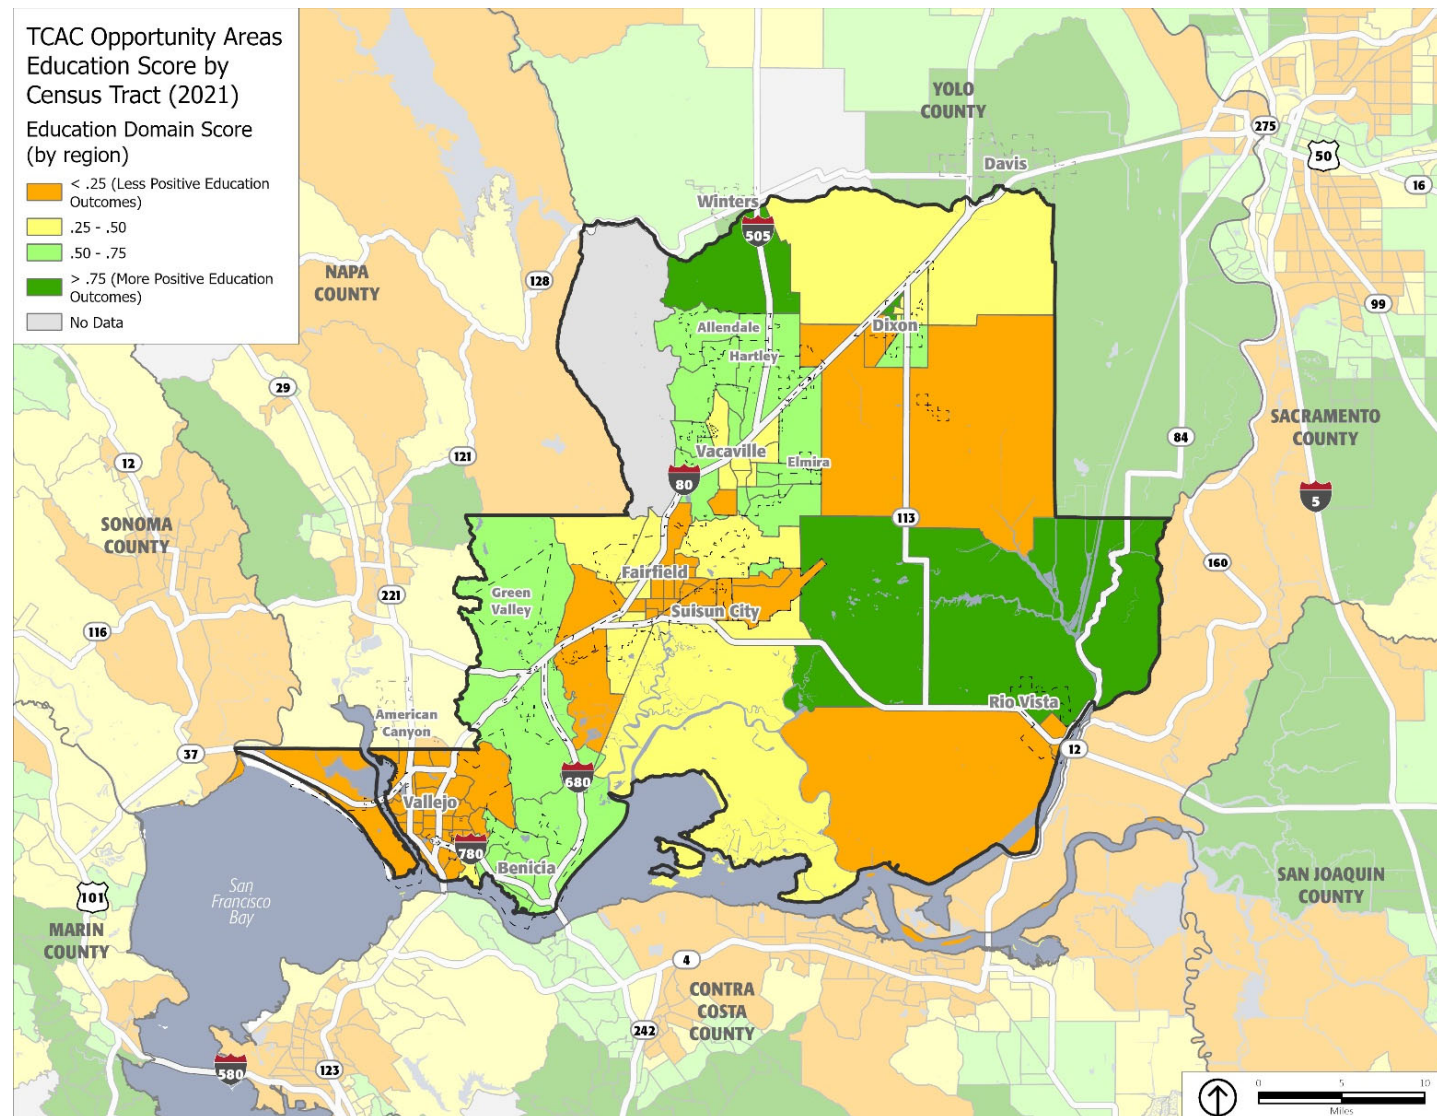 TCAC Opportunity Areas
Education Score by
Census Tract (2021)
Education Domain Score
(by region)
< .25 (Less Positive Education
Outcomes)
.25 - .50
.50 - .75
> .75 (More Positive Education
Outcomes)
No Data
YOLO
COUNTY
275
50
Davis
16
Winters
505
NAPA
COUNTY
128
99
Allendale
Dixon
Hartley
29
SACRAMENTO
COUNTY
84
12
121
Vacaville
Elmira
80
5
SONOMA
COUNTY
113
160
Fairfield
Green
Valley
221
Suisun City
116
Rio Vista
American
Canyon
37
12
680
Vallejo
780
Benicia
San
Francisco
Bay
101
SAN JOAQUIN
COUNTY
MARIN
COUNTY
4
CONTRA
COSTA
COUNTY
242
580
123
0
5
10
Miles